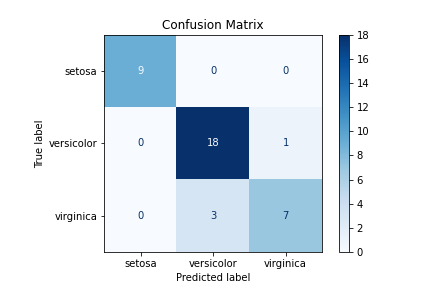 Confusion Matrix
18
setosa 9 0 0
16
14
12
True label
versicolor 0 18 1
10
8
6
virginica 0 3 7
4
2
0
setosa versicolor virginica
Predicted label